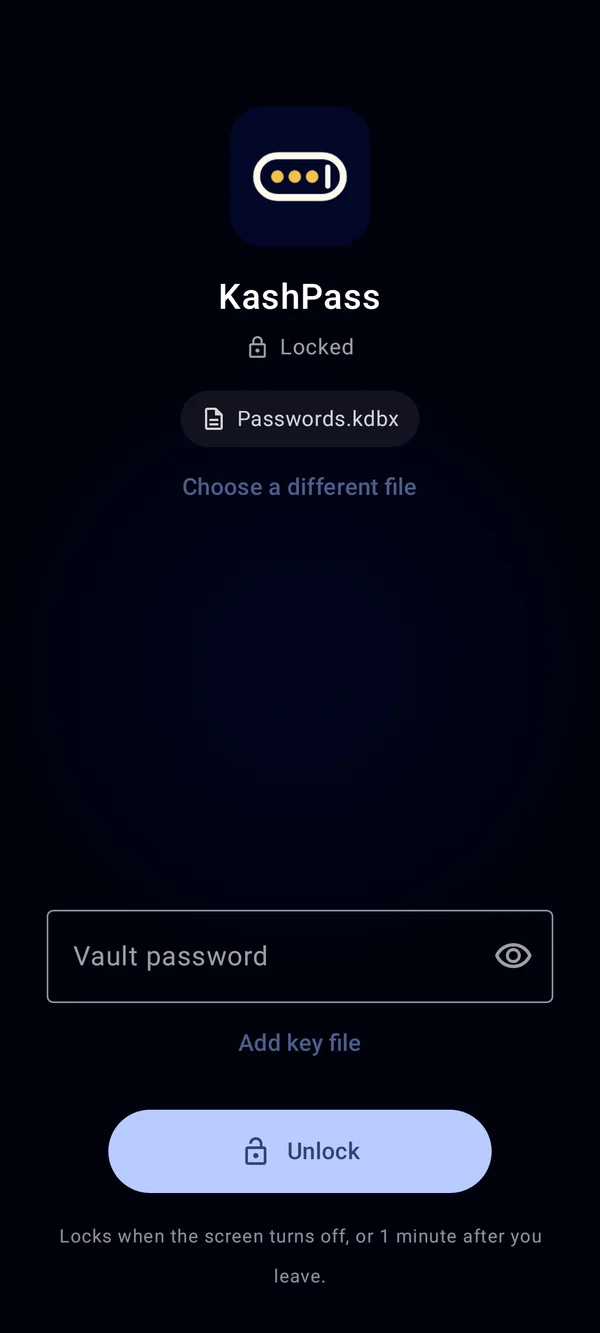 KashPass
Locked
Passwords.kdbx
Choose a different file
Vault password
Add key file
Unlock
Locks when the screen turns off, or 1 minute after you
leave.